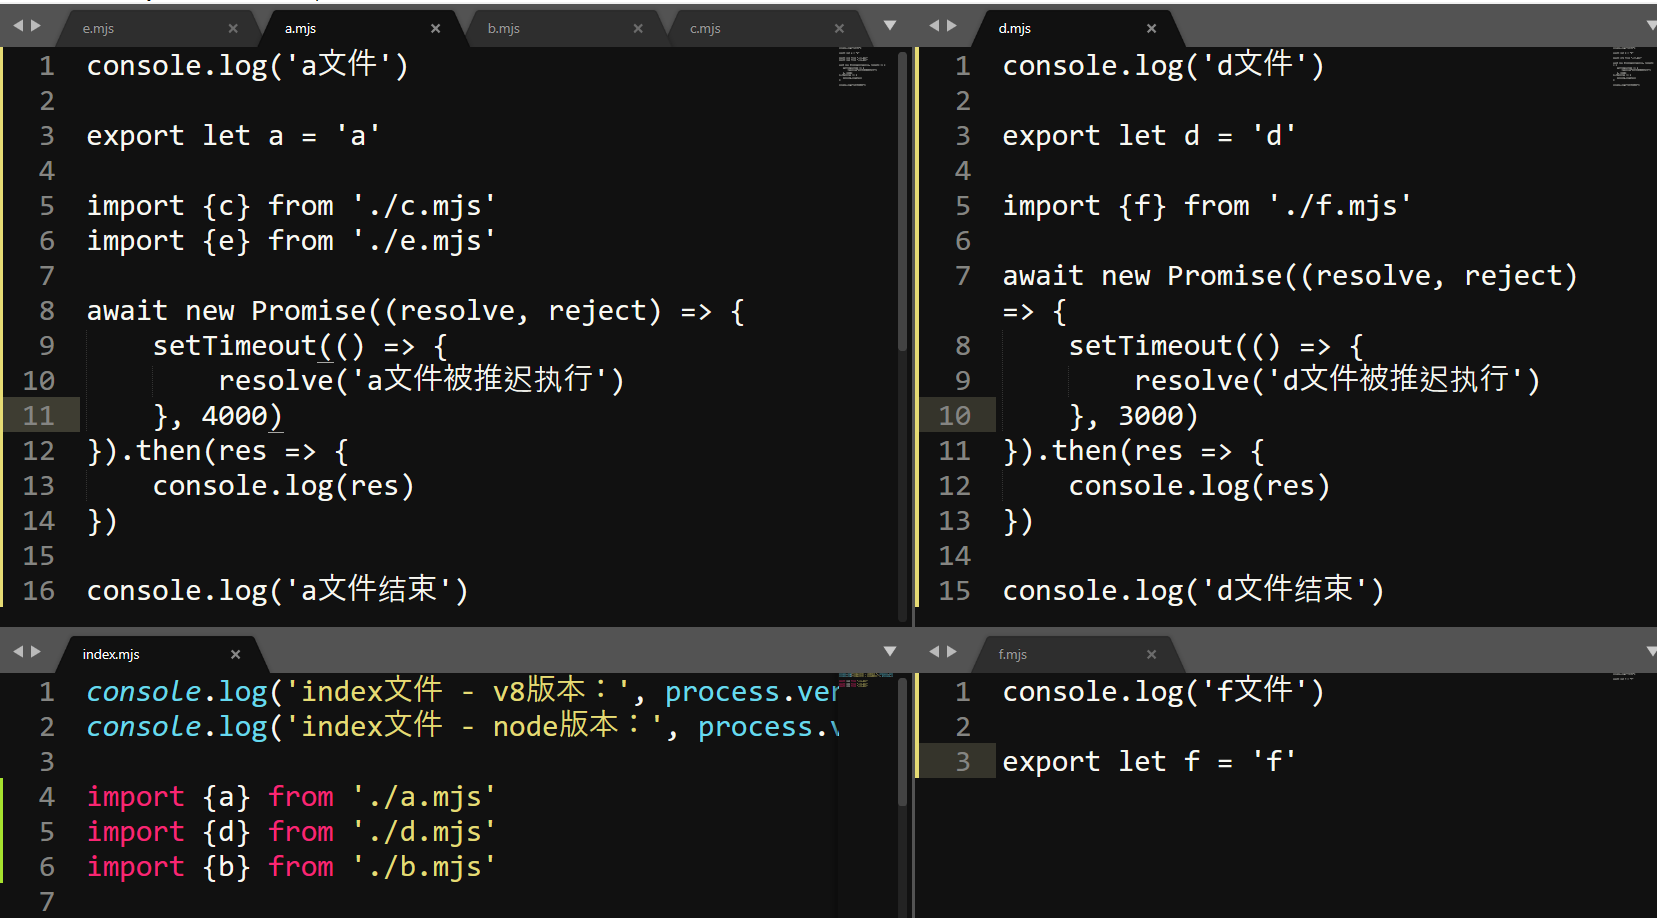 e.mjs
a.mjs
b.mjs
c.mjs
1 console.log('a文件')
2
3 export let a = 'a'
4
5 import {c} from './c.mjs'
6 import {e} from './e.mjs'
7
8 await new Promise((resolve, reject) => {
9 setTimeout(() => {
10 resolve('a文件被推迟执行')
11 }, 4000)
12 }).then(res => {
13 console.log(res)
14 })
15
16 console.log('a文件结束')
d.mjs
1 console.log('d文件')
2
3 export let d = 'd'
4
5 import {f} from './f.mjs'
6
7 await new Promise((resolve, reject)
=> {
8 setTimeout(() => {
9 resolve('d文件被推迟执行')
10 }, 3000)
11 }).then(res => {
12 console.log(res)
13 })
14
15 console.log('d文件结束')
index.mjs
1 console.log('index文件 - v8版本：', process.ver
2 console.log('index文件 - node版本：', process.v
3
4 import {a} from './a.mjs'
5 import {d} from './d.mjs'
6 import {b} from './b.mjs'
7
f.mjs
1 console.log('f文件')
2
3 export let f = 'f'